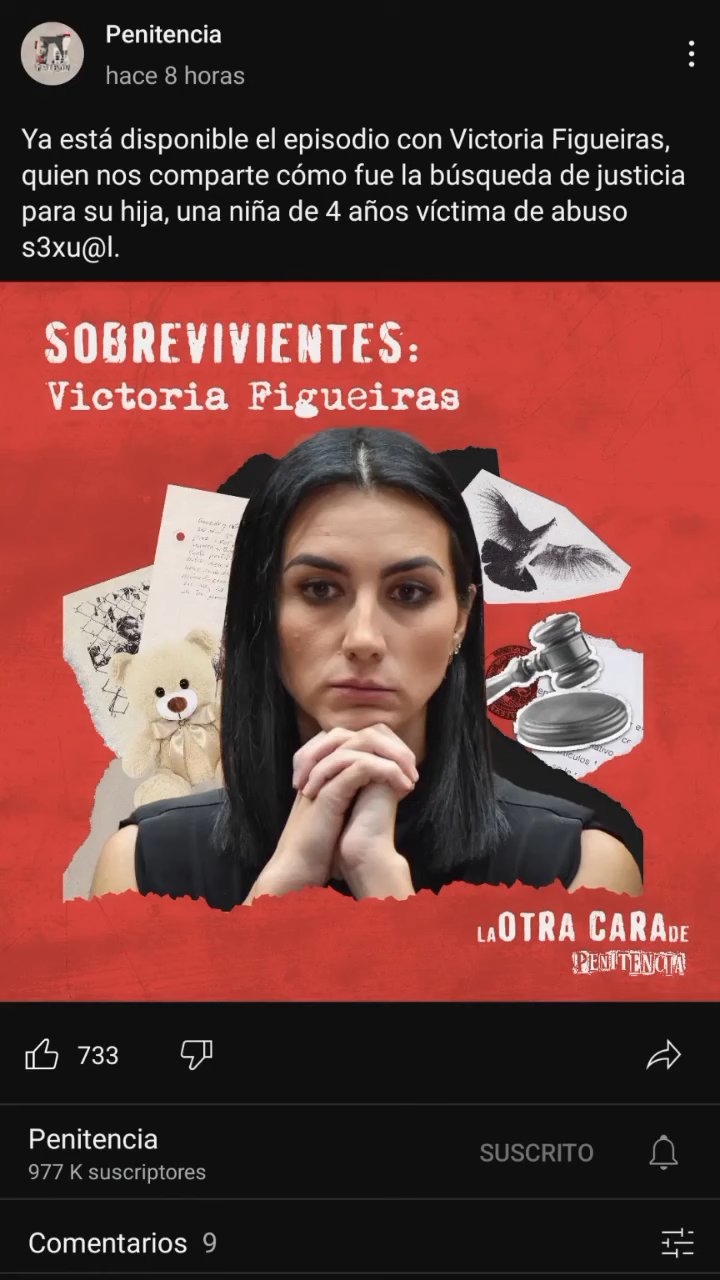 Penitencia
hace 8 horas
Ya está disponible el episodio con Victoria Figueiras,
quien nos comparte cómo fue la búsqueda de justicia
para su hija, una niña de 4 años víctima de abuso
s3xu@l.
SOBREVIVIENTES:
Victoria Figueiras
LA OTRA CARA DE
PENITENCIA
733
Penitencia
SUSCRITO
977 K suscriptores
Comentarios 9